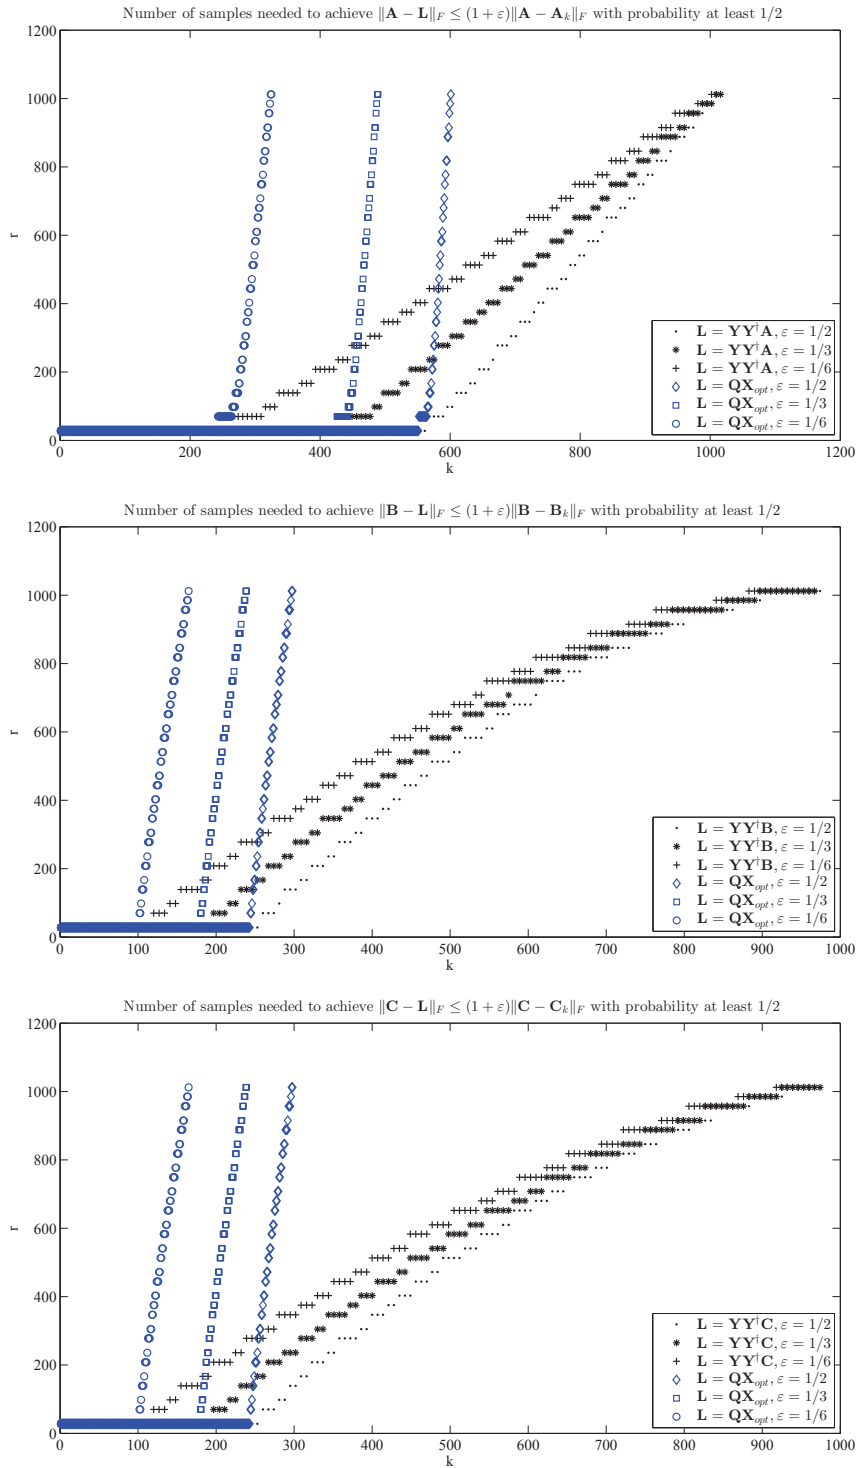 Number of samples needed to achieve ‖A − L‖F ≤ (1 + ε)‖A − Ak‖F with probability at least 1/2
1200
1000
800
600
400
200
0
r
0 200 400 600 800 1000 1200
k
L = YY†A, ε = 1/2
L = YY†A, ε = 1/3
L = YY†A, ε = 1/6
L = QXopt, ε = 1/2
L = QXopt, ε = 1/3
L = QXopt, ε = 1/6
Number of samples needed to achieve ‖B − L‖F ≤ (1 + ε)‖B − Bk‖F with probability at least 1/2
1200
1000
800
600
400
200
0
r
0 100 200 300 400 500 600 700 800 900 1000
k
L = YY†B, ε = 1/2
L = YY†B, ε = 1/3
L = YY†B, ε = 1/6
L = QXopt, ε = 1/2
L = QXopt, ε = 1/3
L = QXopt, ε = 1/6
Number of samples needed to achieve ‖C − L‖F ≤ (1 + ε)‖C − Ck‖F with probability at least 1/2
1200
1000
800
600
400
200
0
r
0 100 200 300 400 500 600 700 800 900 1000
k
L = YY†C, ε = 1/2
L = YY†C, ε = 1/3
L = YY†C, ε = 1/6
L = QXopt, ε = 1/2
L = QXopt, ε = 1/3
L = QXopt, ε = 1/6